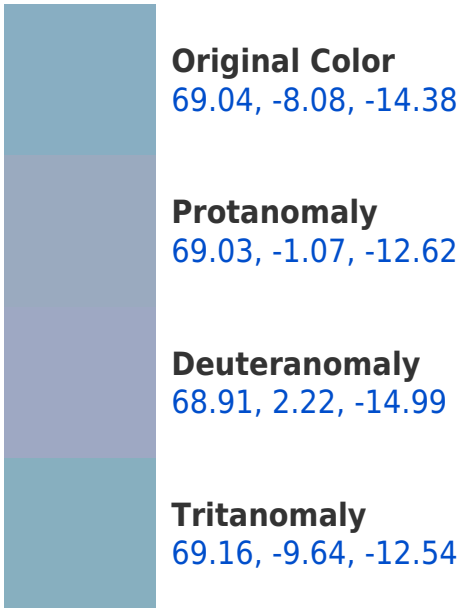 Original Color
69.04, -8.08, -14.38
Protanomaly
69.03, -1.07, -12.62
Deuteranomaly
68.91, 2.22, -14.99
Tritanomaly
69.16, -9.64, -12.54